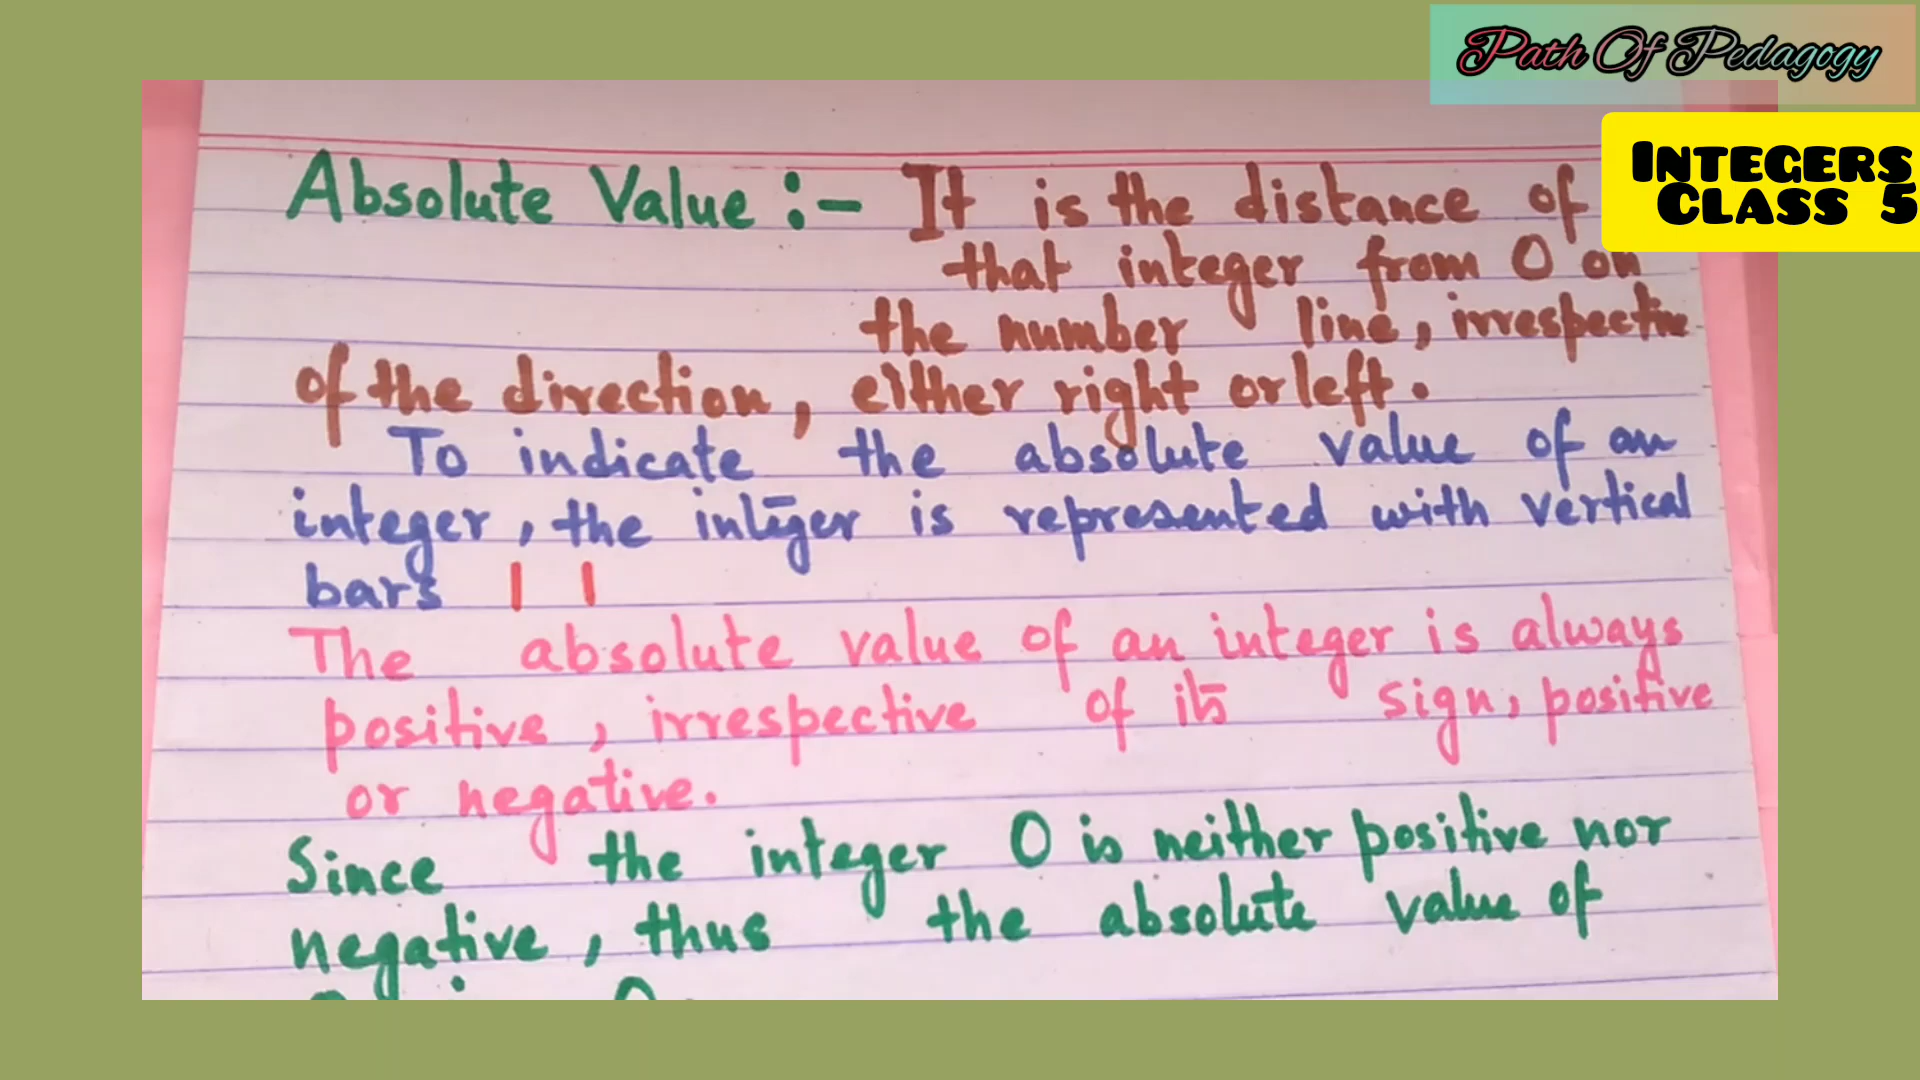 Path Of Pedagogy
INTEGERS
CLASS 5
Absolute Value :- It is the distance of
that integer from 0 on
the number line, irrespective
of the direction, either right or left.
To indicate the absolute value of an
integer, the integer is represented with vertical
bars | |
The absolute value of an integer is always
positive, irrespective of its sign, positive
or negative.
Since the integer 0 is neither positive nor
negative, thus the absolute value of